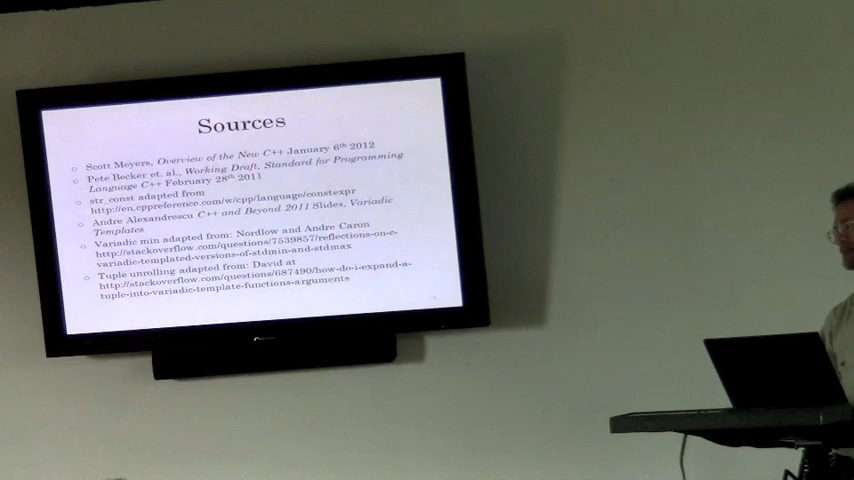 Sources
Scott Meyers, Overview of the New C++ January 6th 2012
Pete Becker et. al., Working Draft, Standard for Programming
Language C++ February 28th 2011
str_const adapted from
http://en.cppreference.com/w/cpp/language/constexpr
Andre Alexandrescu C++ and Beyond 2011 Slides, Variadic
Templates
Variadic min adapted from: Nordlow and Andre Caron
http://stackoverflow.com/questions/7539857/reflections-on-c-
variadic-templated-versions-of-stdmin-and-stdmax
Tuple unrolling adapted from: David at
http://stackoverflow.com/questions/687490/how-do-i-expand-a-
tuple-into-variadic-template-functions-arguments